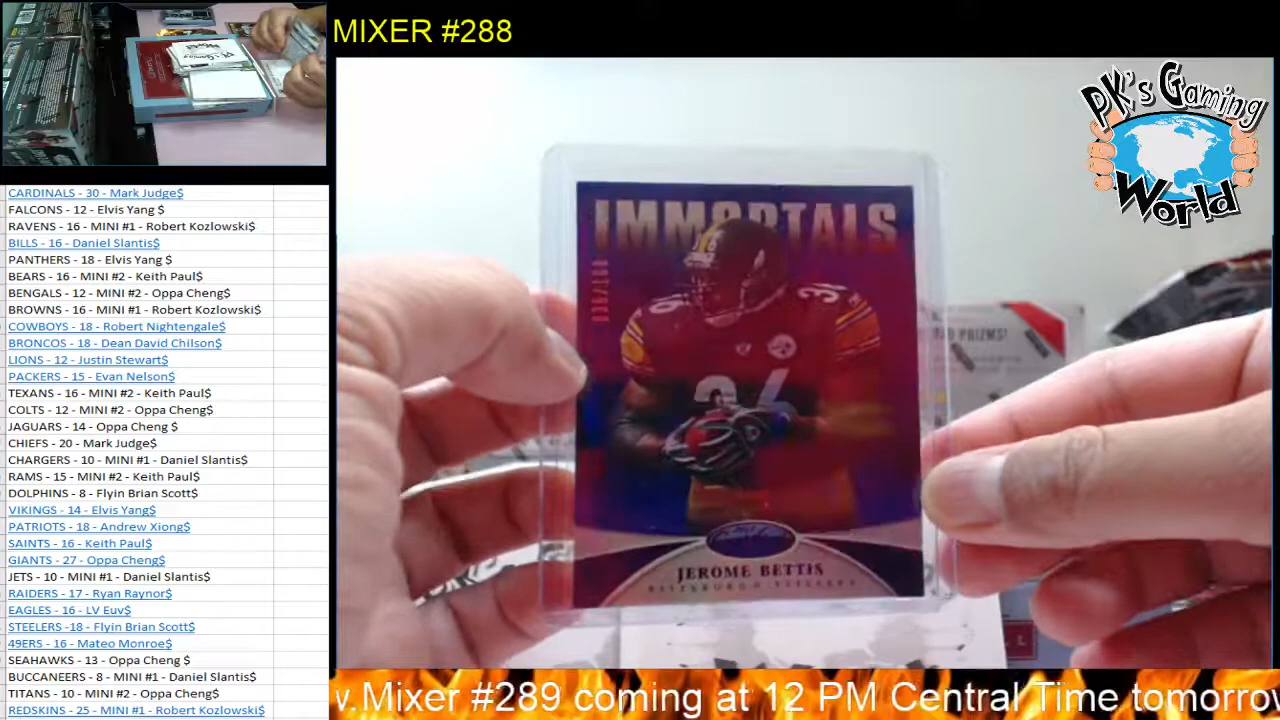 MIXER #288
PK's Gaming World
CARDINALS - 30 - Mark Judge$
FALCONS - 12 - Elvis Yang $
RAVENS - 16 - MINI #1 - Robert Kozlowski$
BILLS - 16 - Daniel Slantis$
PANTHERS - 18 - Elvis Yang $
BEARS - 16 - MINI #2 - Keith Paul$
BENGALS - 12 - MINI #2 - Oppa Cheng$
BROWNS - 16 - MINI #1 - Robert Kozlowski$
COWBOYS - 18 - Robert Nightengale$
BRONCOS - 18 - Dean David Chilson$
LIONS - 12 - Justin Stewart$
PACKERS - 15 - Evan Nelson$
TEXANS - 16 - MINI #2 - Keith Paul$
COLTS - 12 - MINI #2 - Oppa Cheng$
JAGUARS - 14 - Oppa Cheng $
CHIEFS - 20 - Mark Judge$
CHARGERS - 10 - MINI #1 - Daniel Slantis$
RAMS - 15 - MINI #2 - Keith Paul$
DOLPHINS - 8 - Flyin Brian Scott$
VIKINGS - 14 - Elvis Yang$
PATRIOTS - 18 - Andrew Xiong$
SAINTS - 16 - Keith Paul$
GIANTS - 27 - Oppa Cheng$
JETS - 10 - MINI #1 - Daniel Slantis$
RAIDERS - 17 - Ryan Raynor$
EAGLES - 16 - LV Euv$
STEELERS -18 - Flyin Brian Scott$
49ERS - 16 - Mateo Monroe$
SEAHAWKS - 13 - Oppa Cheng $
BUCCANEERS - 8 - MINI #1 - Daniel Slantis$
TITANS - 10 - MINI #2 - Oppa Cheng$
REDSKINS - 25 - MINI #1 - Robert Kozlowski$
IMMORTALS
36
36
JEROME BETTIS
PITTSBURGH STEELERS
PRIZMS!
w.Mixer #289 coming at 12 PM Central Time tomorrow